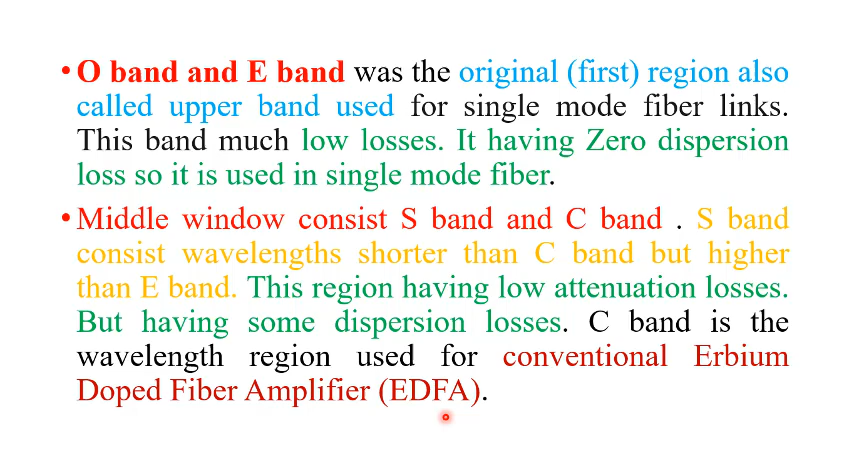 • O band and E band was the original (first) region also
called upper band used for single mode fiber links.
This band much low losses. It having Zero dispersion
loss so it is used in single mode fiber.
• Middle window consist S band and C band . S band
consist wavelengths shorter than C band but higher
than E band. This region having low attenuation losses.
But having some dispersion losses. C band is the
wavelength region used for conventional Erbium
Doped Fiber Amplifier (EDFA).